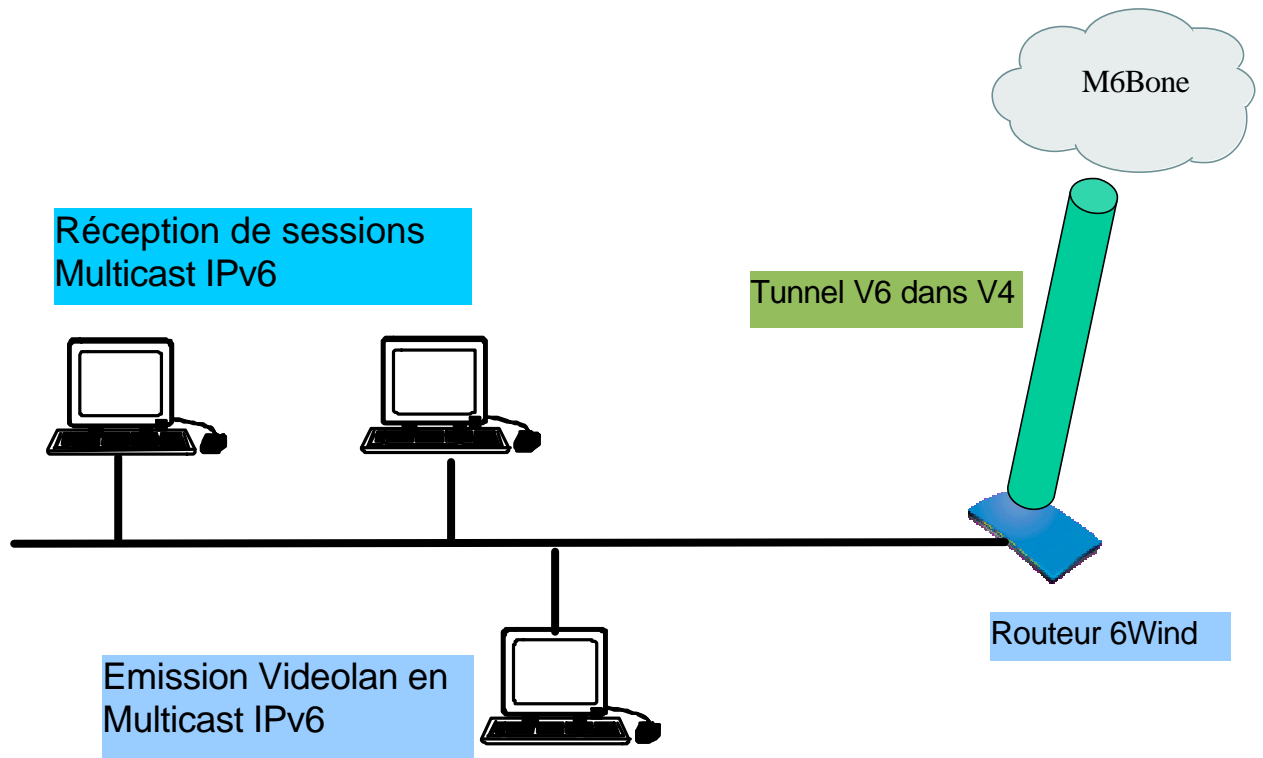 M6Bone
Réception de sessions
Multicast IPv6
Tunnel V6 dans V4
Routeur 6Wind
Emission Videolan en
Multicast IPv6